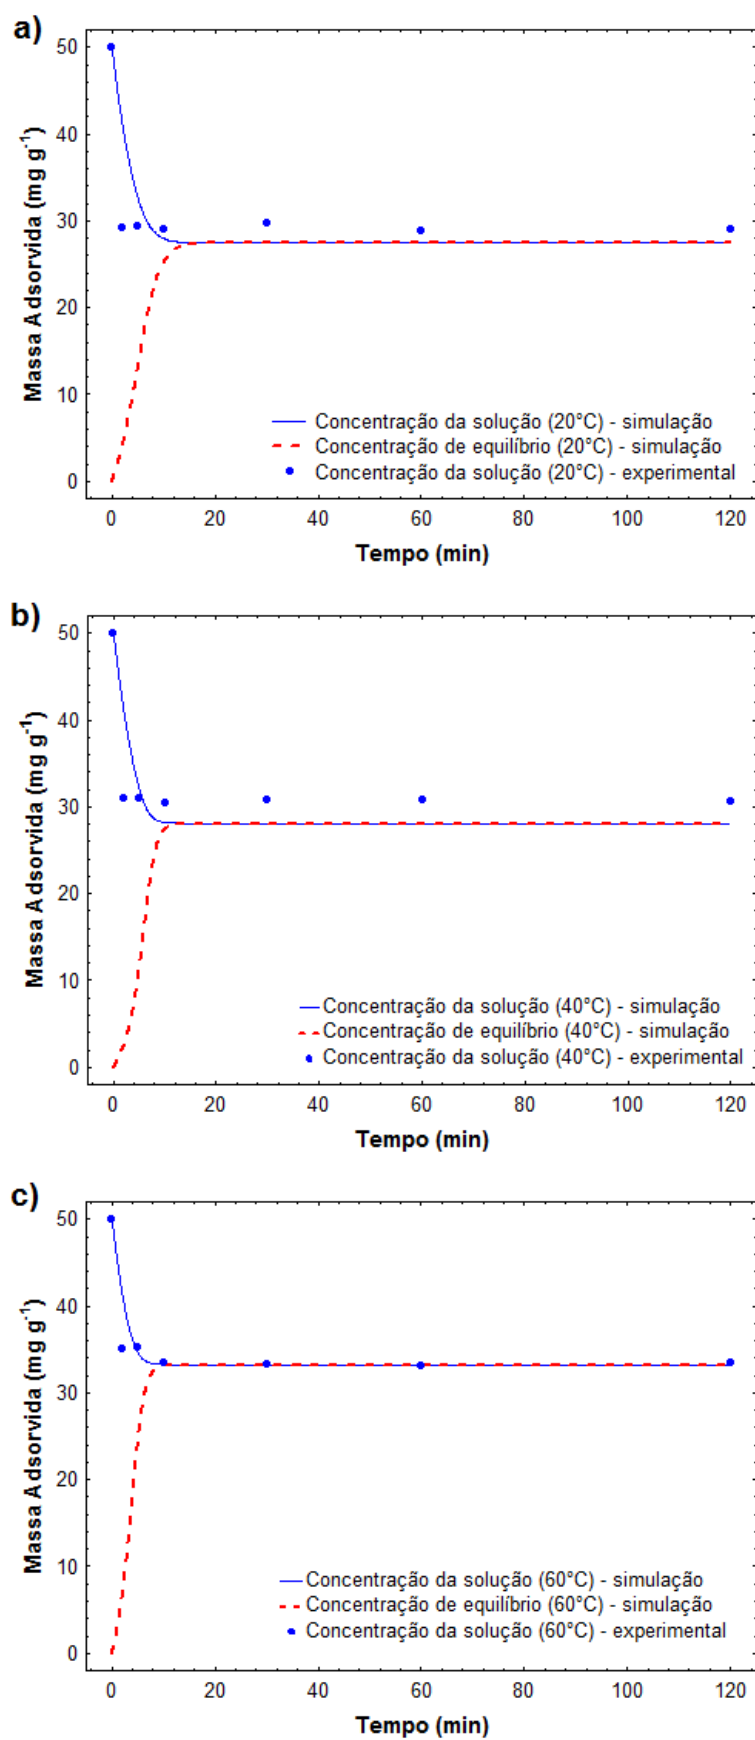 a)
50
40
30
20
10
0
Massa Adsorvida (mg g⁻¹)
Concentração da solução (20°C) - simulação
Concentração de equilíbrio (20°C) - simulação
Concentração da solução (20°C) - experimental
0 20 40 60 80 100 120
Tempo (min)
b)
50
40
30
20
10
0
Massa Adsorvida (mg g⁻¹)
Concentração da solução (40°C) - simulação
Concentração de equilíbrio (40°C) - simulação
Concentração da solução (40°C) - experimental
0 20 40 60 80 100 120
Tempo (min)
c)
50
40
30
20
10
0
Massa Adsorvida (mg g⁻¹)
Concentração da solução (60°C) - simulação
Concentração de equilíbrio (60°C) - simulação
Concentração da solução (60°C) - experimental
0 20 40 60 80 100 120
Tempo (min)